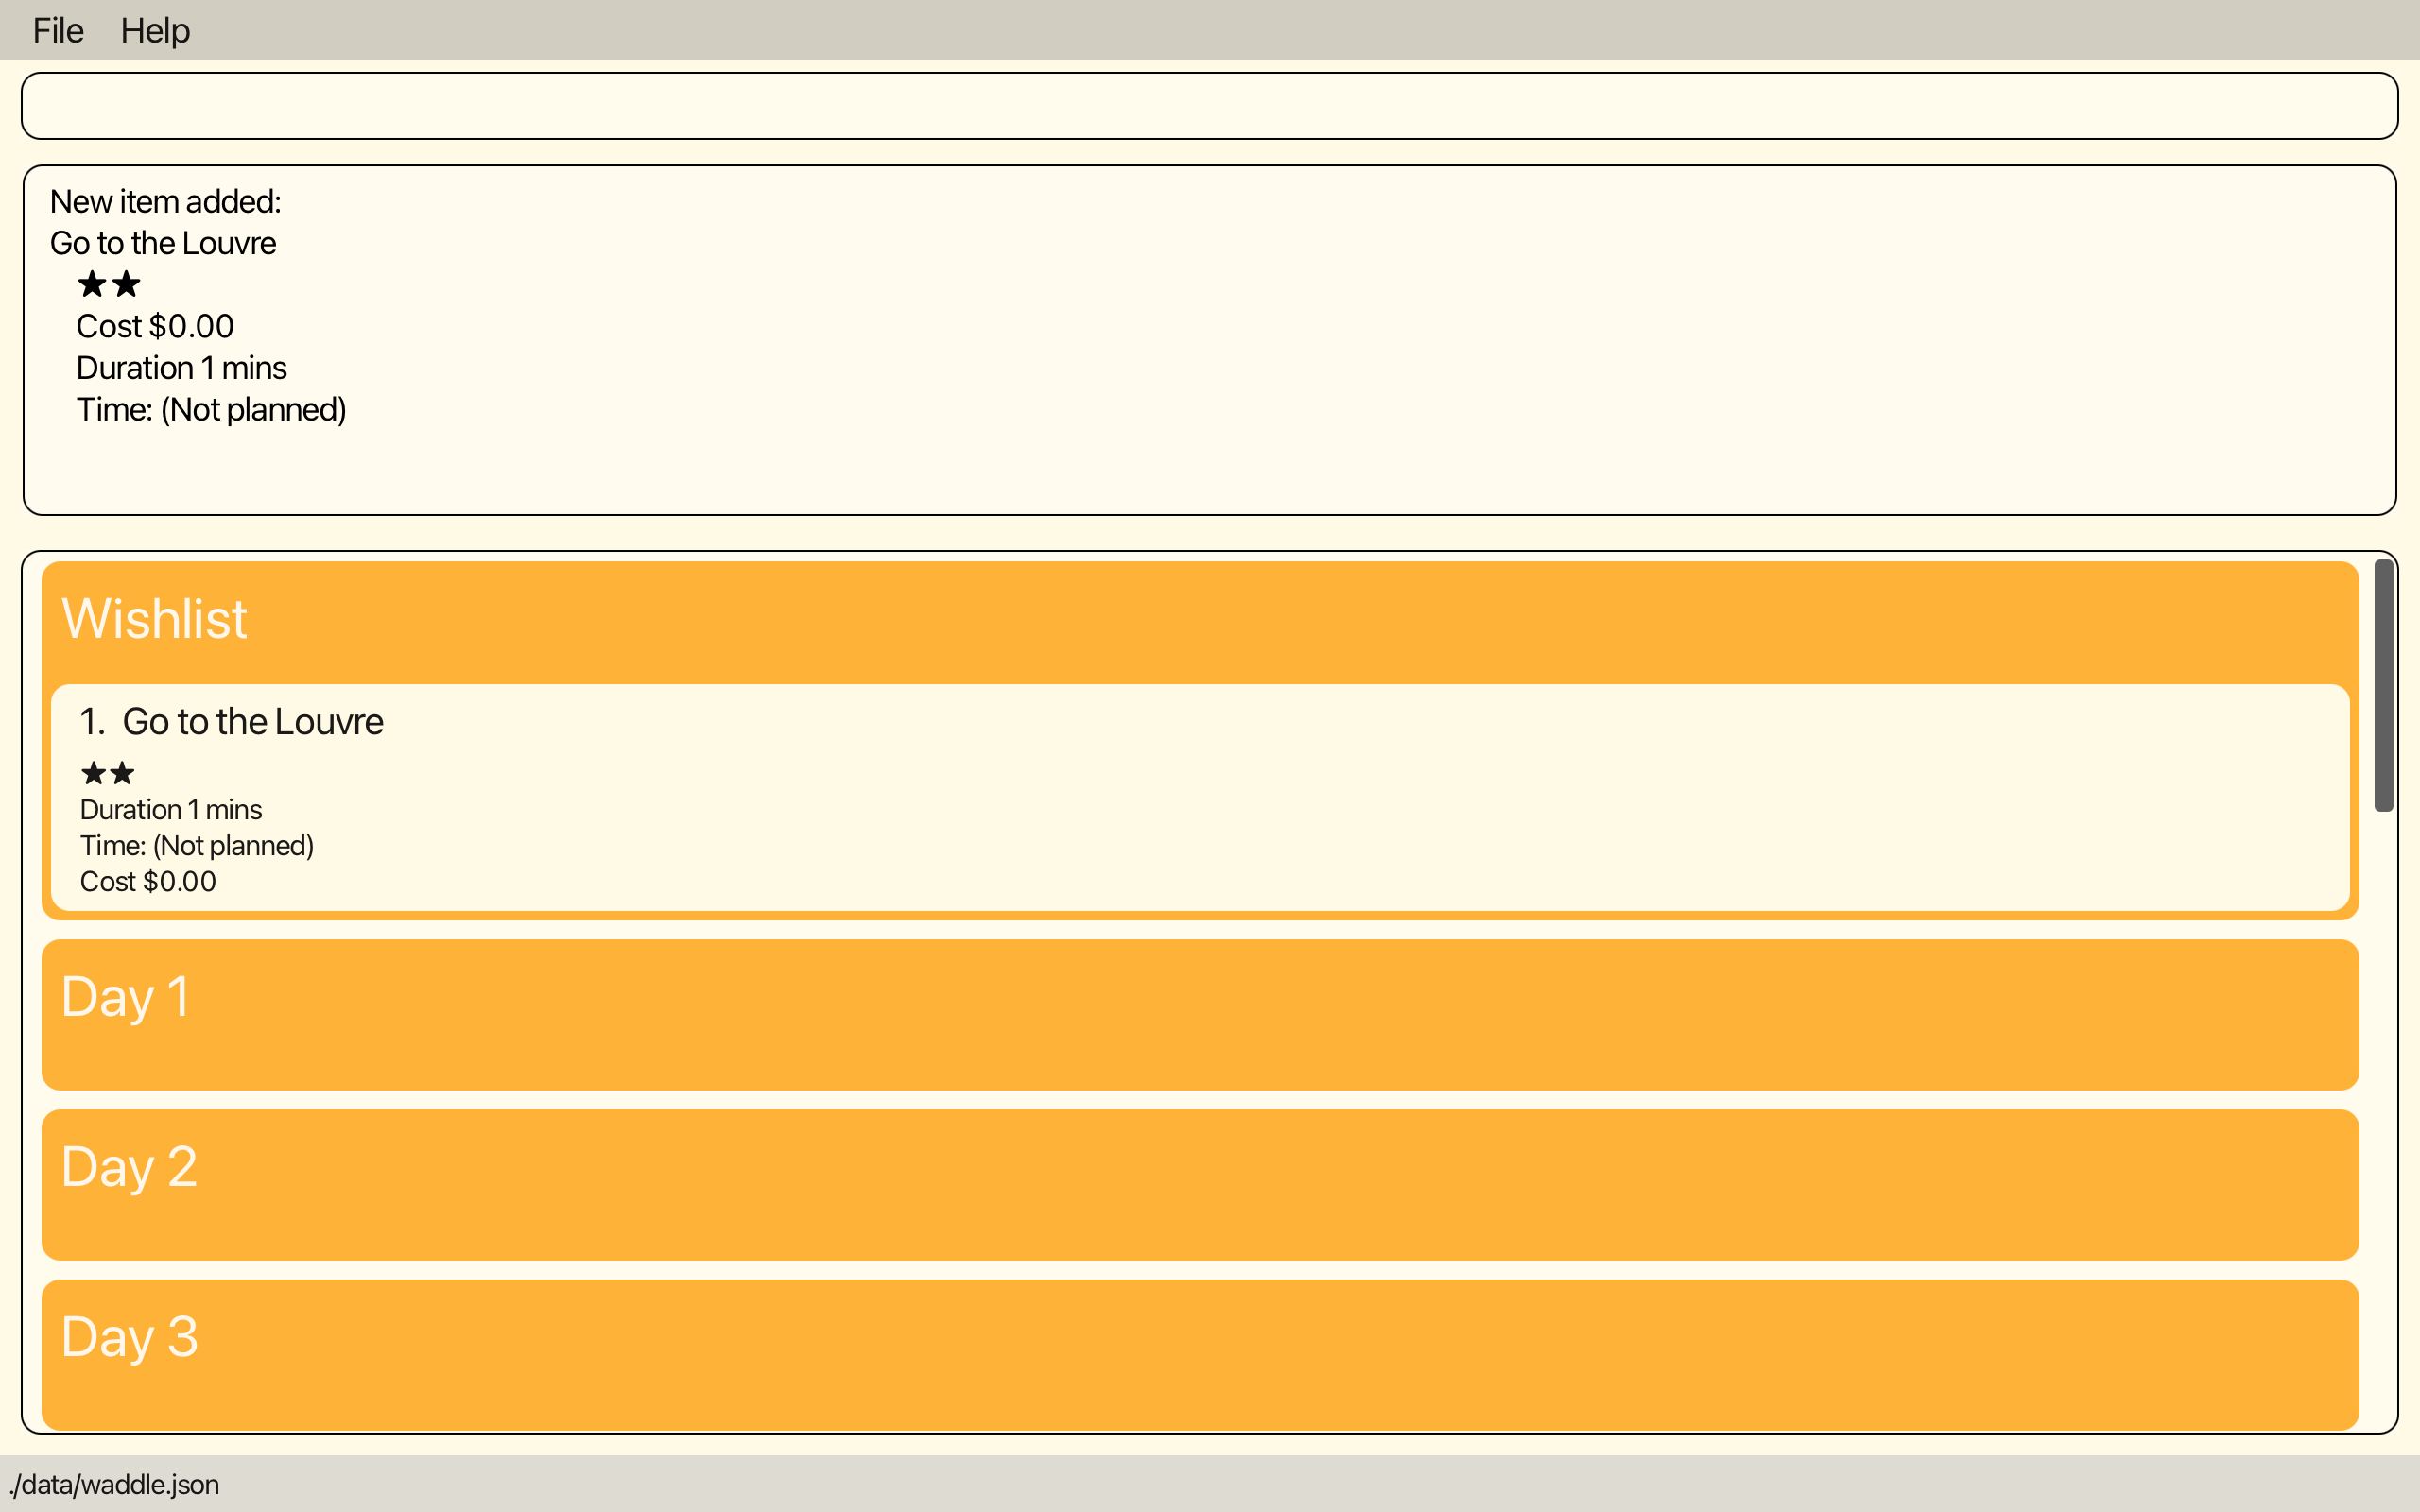 File Help
New item added:
Go to the Louvre
★★
Cost $0.00
Duration 1 mins
Time: (Not planned)
Wishlist
1. Go to the Louvre
★★
Duration 1 mins
Time: (Not planned)
Cost $0.00
Day 1
Day 2
Day 3
./data/waddle.json